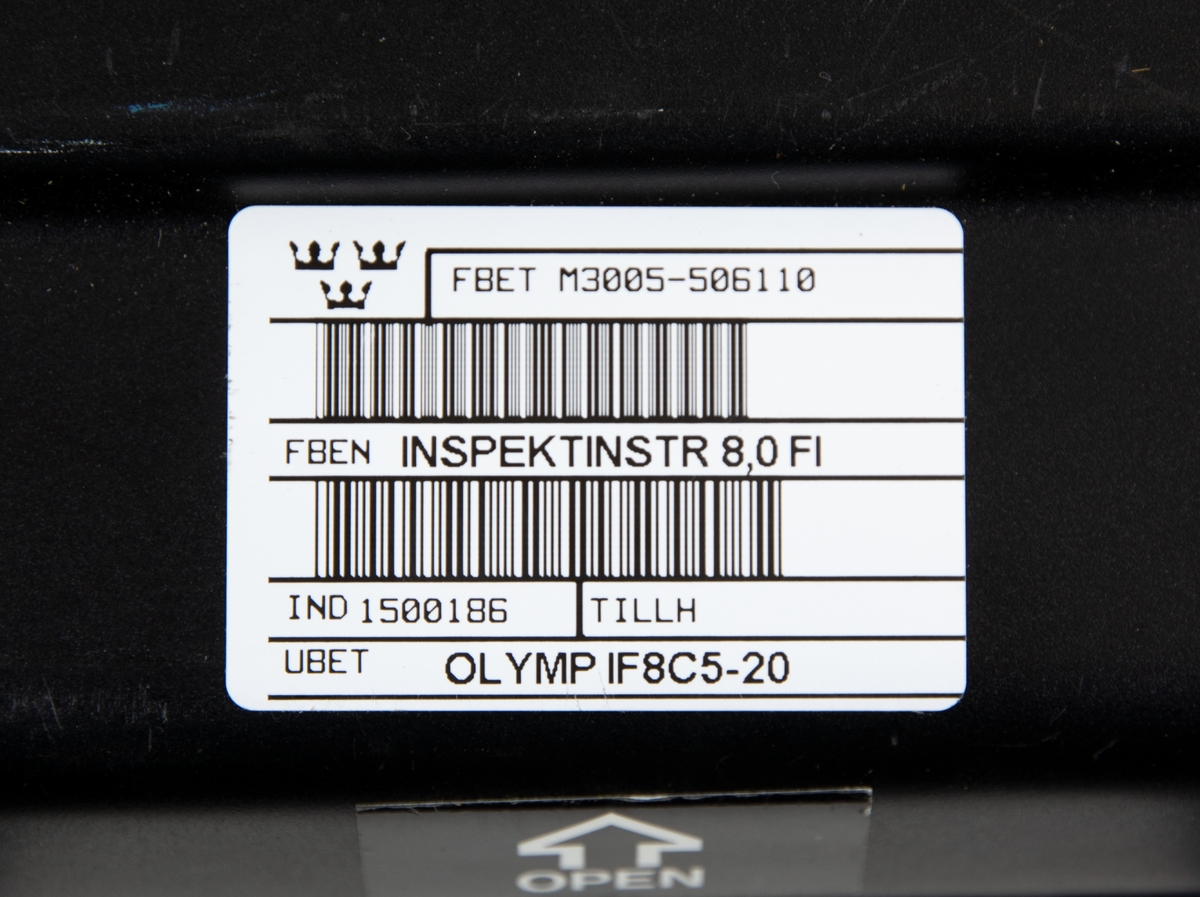 FBET M3005-506110
FBEN INSPEKTINSTR 8,0 FI
IND 1500186 TILLH
UBET OLYMP IF8C5-20
OPEN